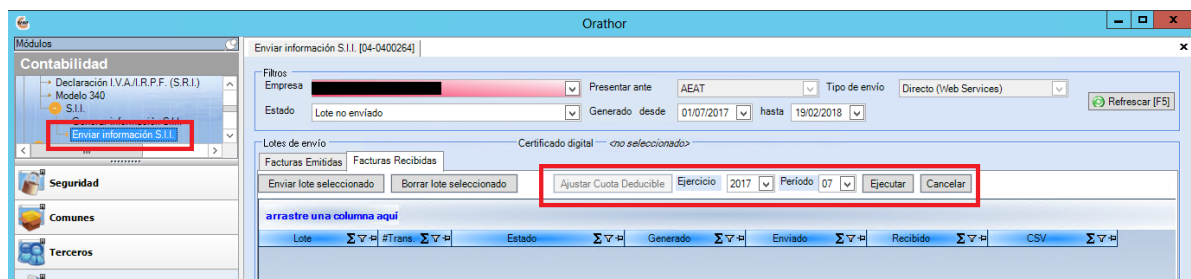 Orathor
Módulos
Contabilidad
Declaración I.V.A/I.R.P.F. (S.R.I.)
Modelo 340
S.I.I.
Generar información S.I.I.
Enviar información S.I.I.
Seguridad
Comunes
Terceros
Enviar información S.I.I. [04-0400264]
Filtros
Empresa Presentar ante AEAT Tipo de envío Directo (Web Services)
Estado Lote no enviado Generado desde 01/07/2017 hasta 19/02/2018 Refrescar [F5]
Lotes de envío Certificado digital <no seleccionado>
Facturas Emitidas Facturas Recibidas
Enviar lote seleccionado Borrar lote seleccionado Ajustar Cuota Deducible Ejercicio 2017 Período 07 Ejecutar Cancelar
arrastre una columna aquí
Lote #Trans. Estado Generado Enviado Recibido CSV